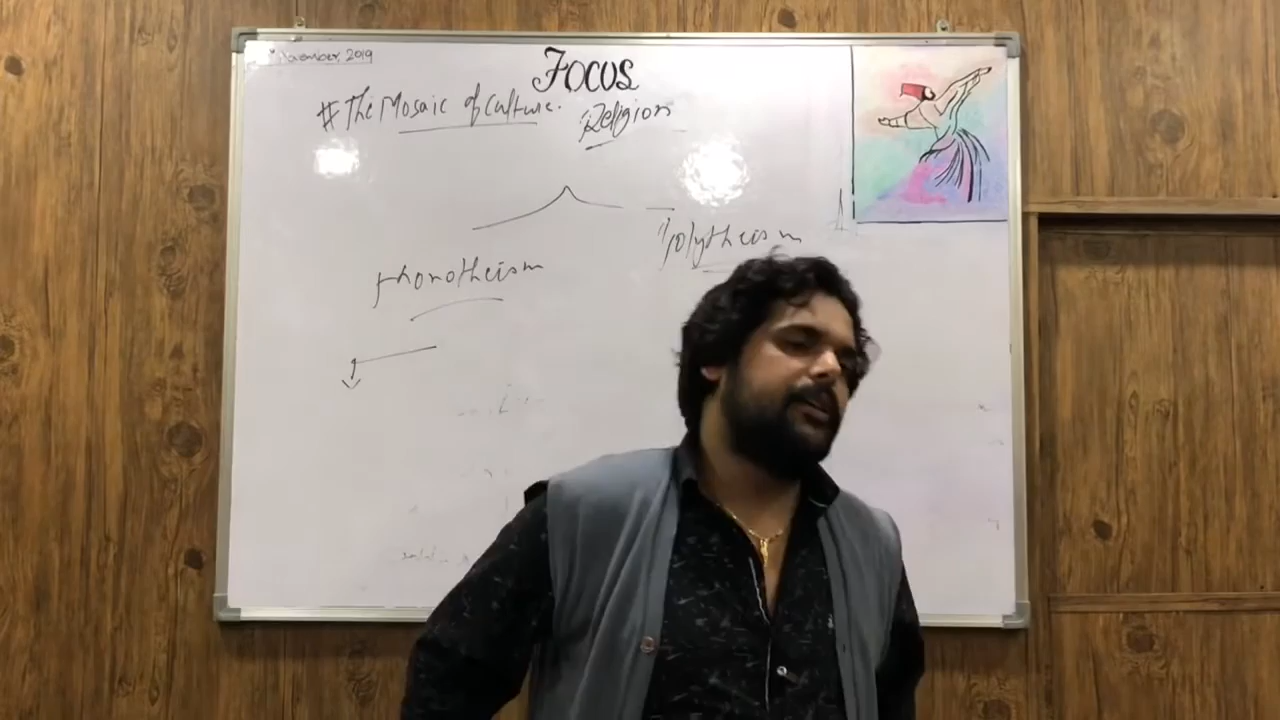 November, 2019
FOCUS
# The Mosaic of Culture.
Religion
Monotheism
Polytheism